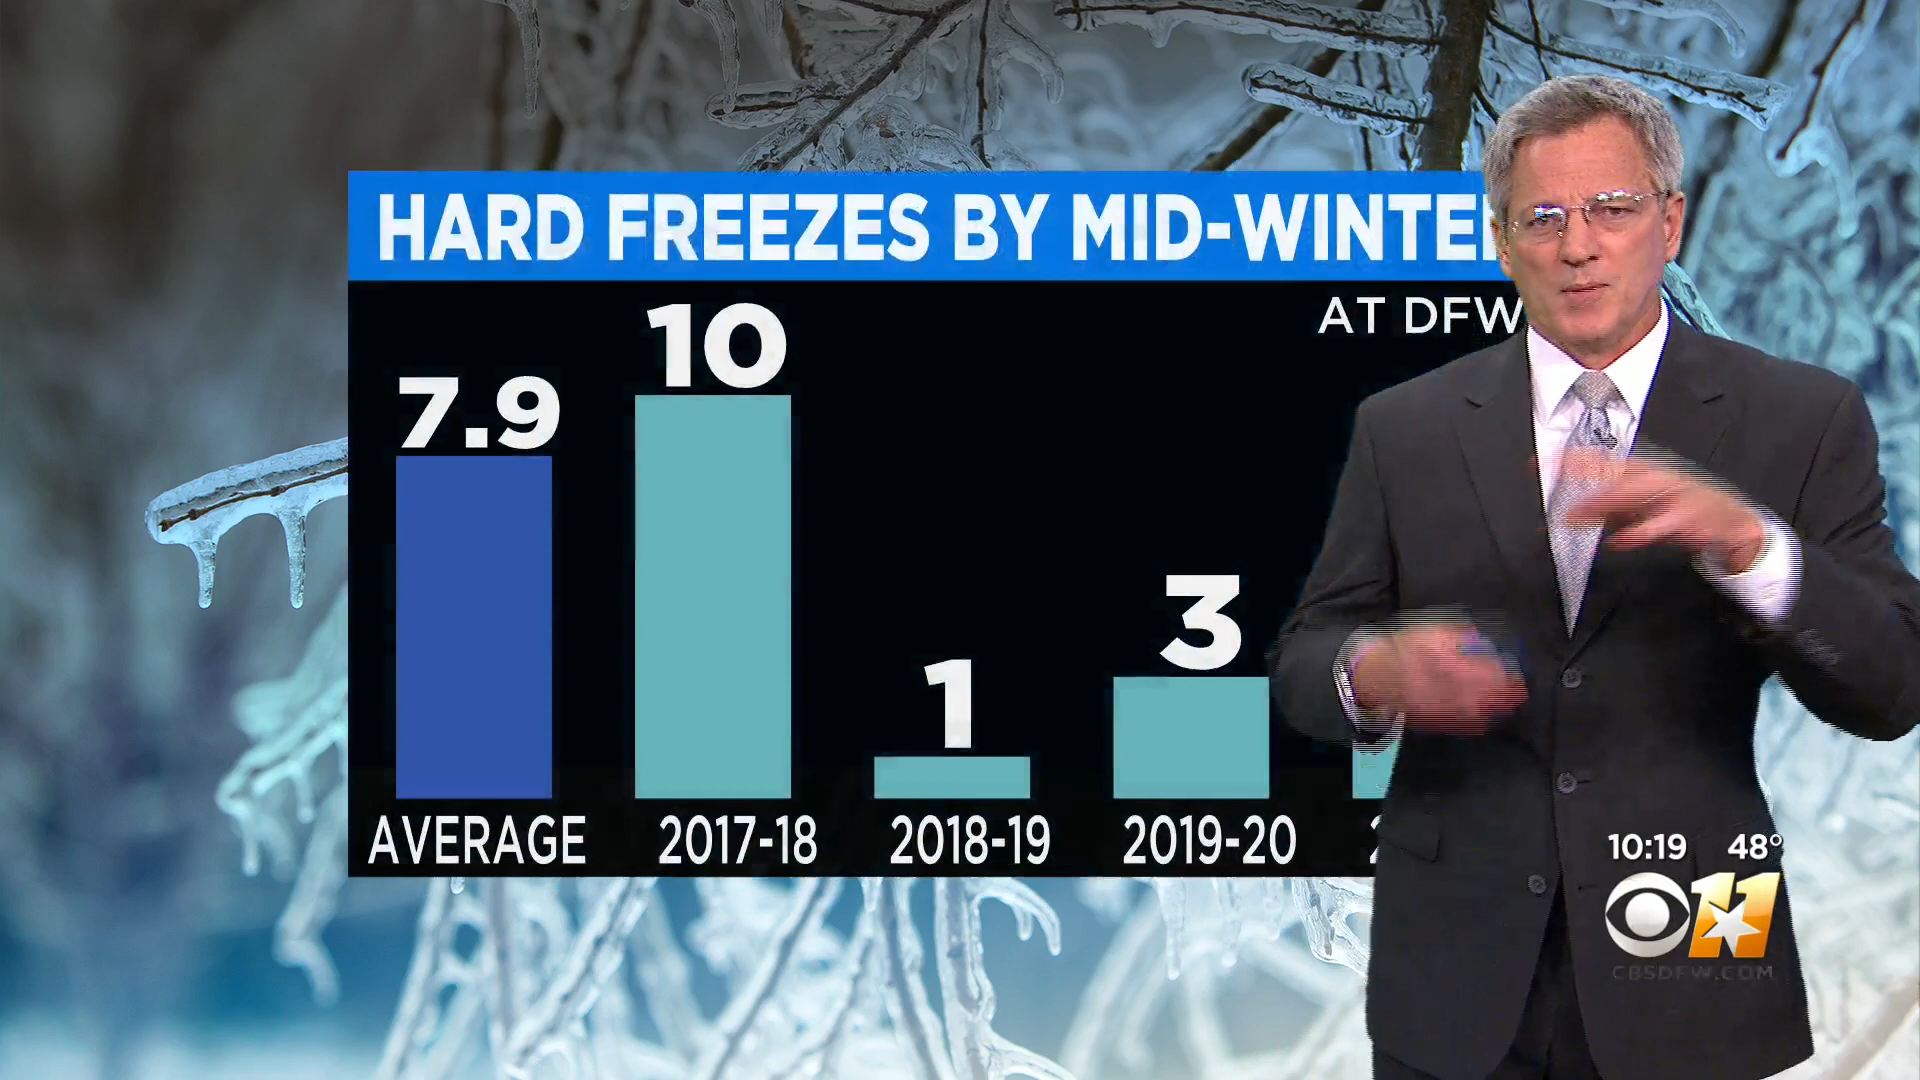 HARD FREEZES BY MID-WINTE
AT DFW
7.9
10
1
3
AVERAGE
2017-18
2018-19
2019-20
10:19 48°
11
CBSDFW.COM